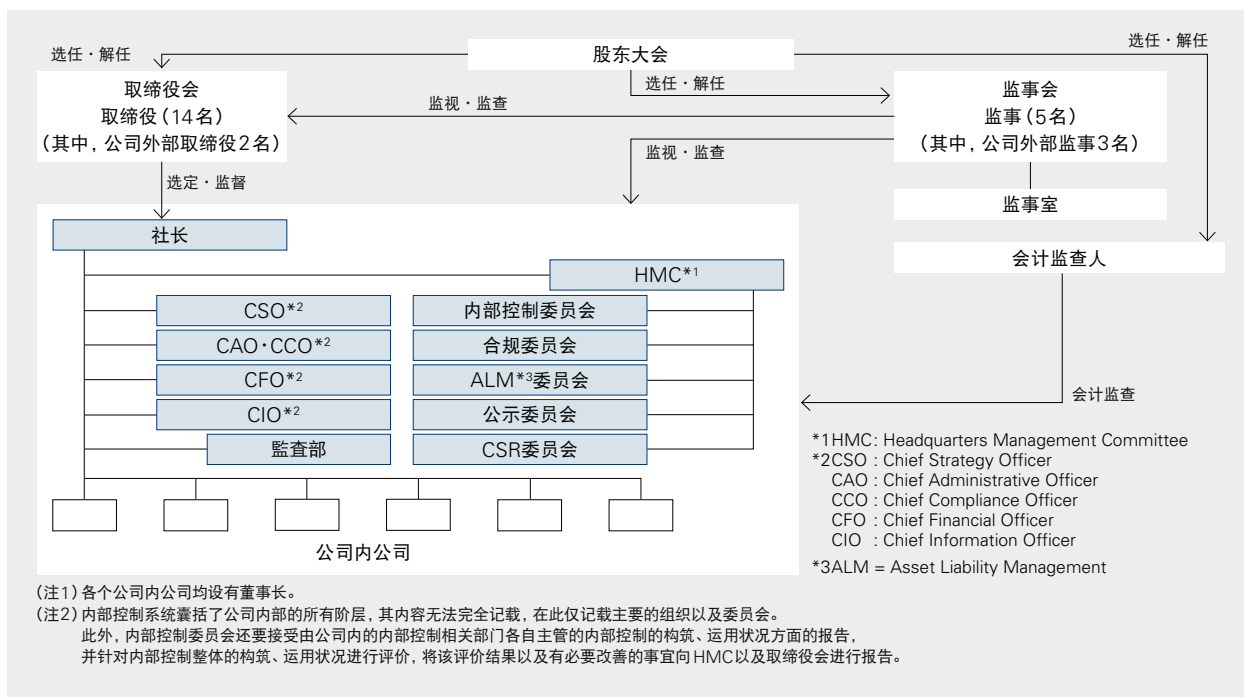 股东大会
选任・解任
选任・解任
选任・解任
取缔役会
取缔役(14名)
(其中,公司外部取缔役2名)
监视・监查
监事会
监事(5名)
(其中,公司外部监事3名)
监视・监查
选定・监督
监事室
社长
会计监查人
HMC*1
CSO*2
内部控制委员会
CAO・CCO*2
合规委员会
CFO*2
ALM*3委员会
CIO*2
公示委员会
监查部
CSR委员会
会计监查
公司内公司
*1HMC: Headquarters Management Committee
*2CSO : Chief Strategy Officer
CAO : Chief Administrative Officer
CCO : Chief Compliance Officer
CFO : Chief Financial Officer
CIO : Chief Information Officer
*3ALM = Asset Liability Management
(注1)各个公司内公司均设有董事长。
(注2)内部控制系统囊括了公司内部的所有阶层,其内容无法完全记载,在此仅记载主要的组织以及委员会。
此外,内部控制委员会还要接受由公司内的内部控制相关部门各自主管的内部控制的构筑、运用状况方面的报告,
并针对内部控制整体的构筑、运用状况进行评价,将该评价结果以及有必要改善的事宜向HMC以及取缔役会进行报告。